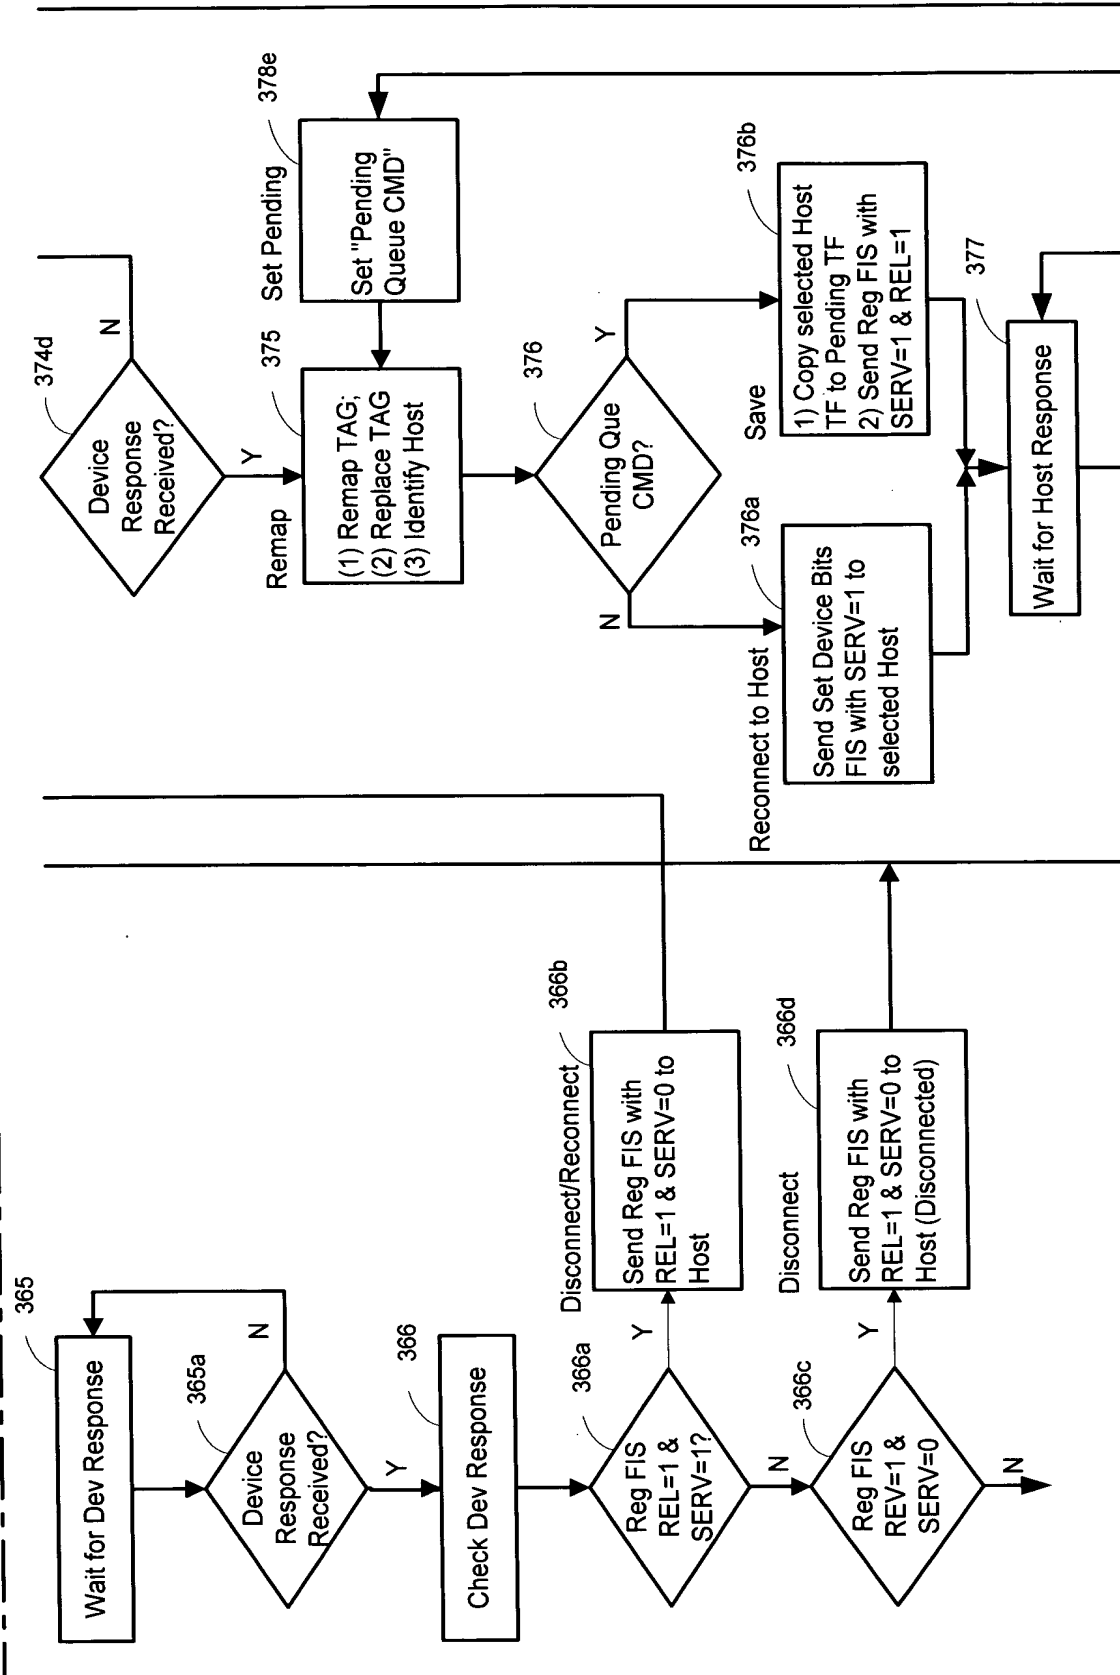 365
Wait for Dev Response
365a
Device
Response
Received?
N
Y
366
Check Dev Response
366a
Reg FIS
REL=1 &
SERV=1?
Y
N
Disconnect/Reconnect
366b
Send Reg FIS with
REL=1 & SERV=0 to
Host
366c
Reg FIS
REV=1 &
SERV=0
Y
N
Disconnect
366d
Send Reg FIS with
REL=1 & SERV=0 to
Host (Disconnected)
374d
Device
Response
Received?
N
Y
Remap
375
(1) Remap TAG;
(2) Replace TAG
(3) Identify Host
Set Pending
378e
Set "Pending
Queue CMD"
376
Pending Que
CMD?
N
Y
Reconnect to Host
376a
Send Set Device Bits
FIS with SERV=1 to
selected Host
Save
376b
1) Copy selected Host
TF to Pending TF
2) Send Reg FIS with
SERV=1 & REL=1
377
Wait for Host Response